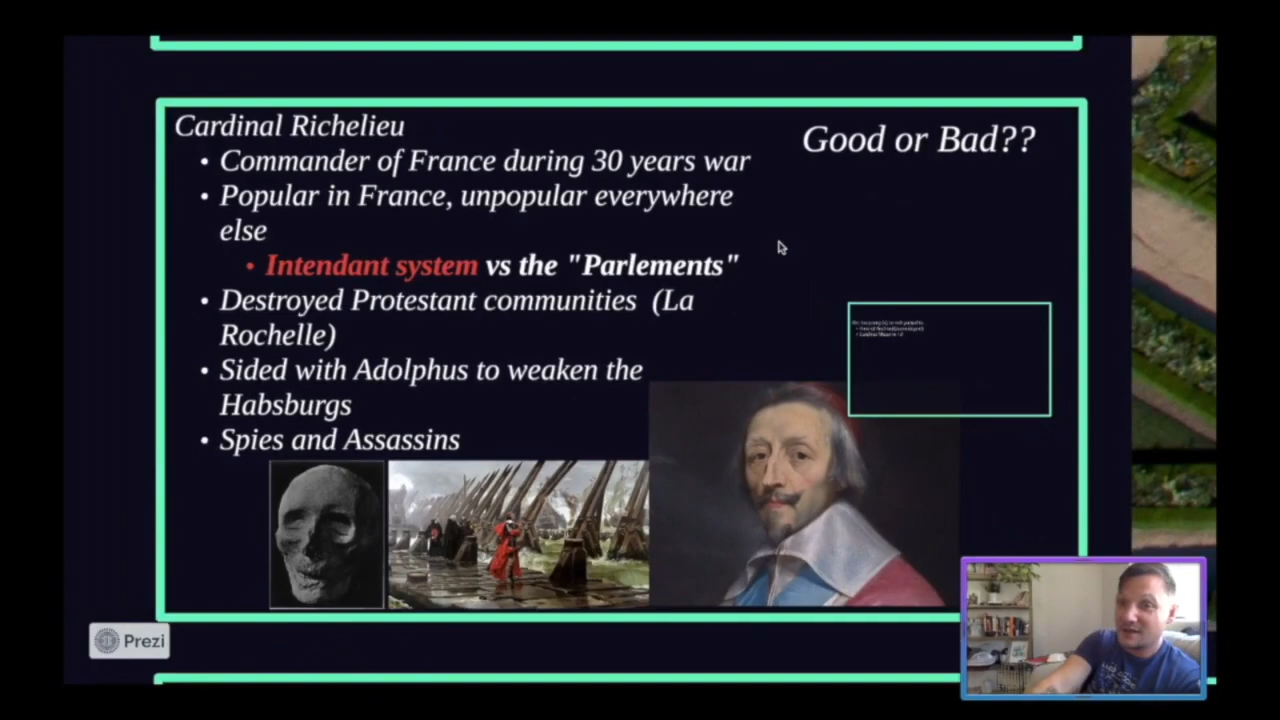 Cardinal Richelieu
Good or Bad??
• Commander of France during 30 years war
• Popular in France, unpopular everywhere
else
• Intendant system vs the "Parlements"
• Destroyed Protestant communities (La
Rochelle)
• Sided with Adolphus to weaken the
Habsburgs
• Spies and Assassins
Prezi